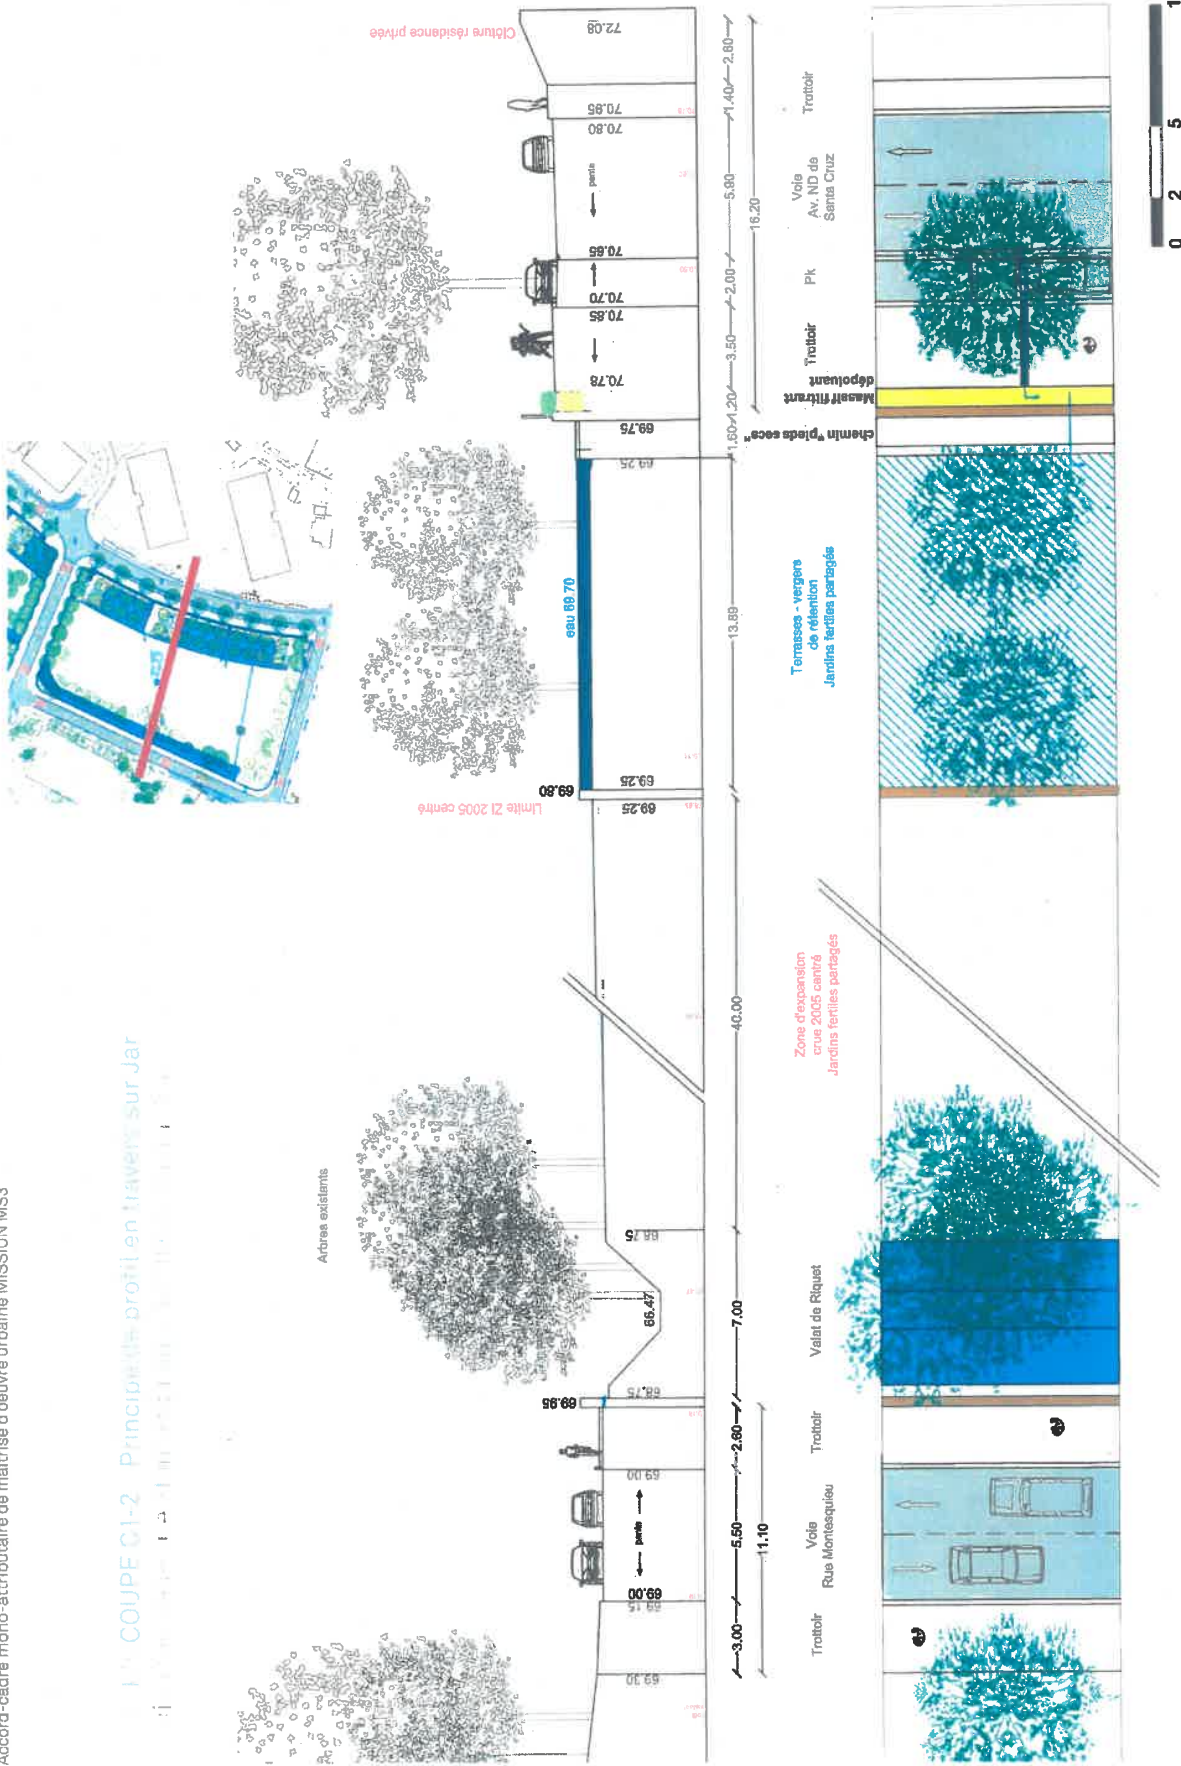 Accord-cadre mono-attributaire de maîtrise d'oeuvre urbaine MISSION MS3
COUPE C1-2 Principe de profil en travers sur Jar
Arbres existants
Limite ZI 2005 centré
Clôture résidence privée
eau 69.70
69.30
69.15
69.00
pente
69.00
69.95
68.75
66.47
68.75
69.25
69.80
69.25
69.25
69.75
70.78
70.85
70.70
70.65
pente
70.80
70.95
72.08
3.00
5.50
2.60
7.00
40.00
13.89
1.60
1.20
3.50
2.00
5.90
1.40
2.80
11.10
16.20
Trottoir
Voie
Rue Montesquieu
Trottoir
Valat de Riquet
Zone d'expansion
crue 2005 centré
Jardins fertiles partagés
Terrasses - vergers
de rétention
Jardins fertiles partagés
chemin "pieds secs"
Massif filtrant
dépoluant
Trottoir
Pk
Voie
Av. ND de
Santa Cruz
Trottoir
0
2
5